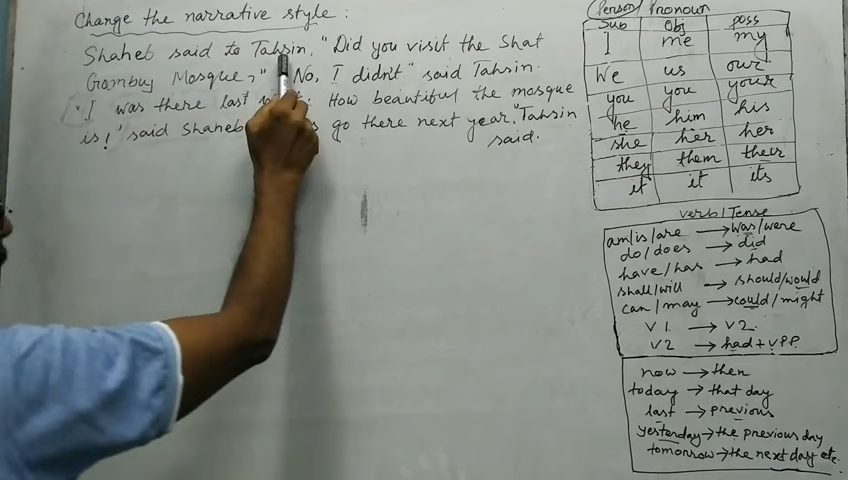 Change the narrative style :
Shaheb said to Tahsin, "Did you visit the Shat
Gambuj Mosque," "No, I didn't" said Tahsin.
"I was there last How beautiful the mosque
is!" said Shaheb go there next year." Tahsin
said.
(Person) Pronoun
Sub obj poss
I me my
We us our
you you your
he him his
she her her
they them their
it it its
verb/Tense
am/is/are → was/were
do/does → did
have/has → had
shall/will → should/would
can/may → could/might
V1 → V2
V2 → had + VPP
now → then
today → that day
last → previous
yesterday → the previous day
tomorrow → the next day etc.